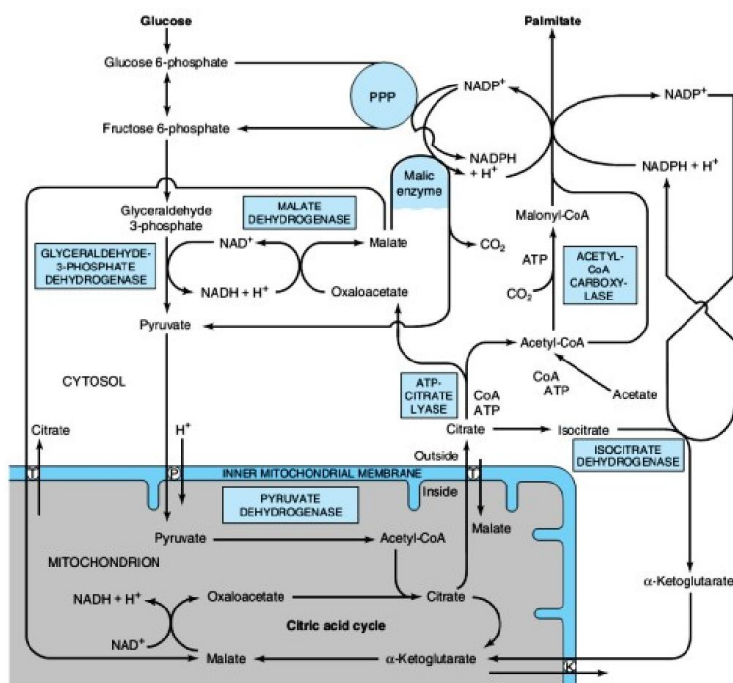 Glucose
Palmitate
Glucose 6-phosphate
PPP
NADP+
NADP+
Fructose 6-phosphate
NADPH
+ H+
NADPH + H+
Malic
enzyme
Glyceraldehyde
3-phosphate
MALATE
DEHYDROGENASE
Malonyl-CoA
GLYCERALDEHYDE-
3-PHOSPHATE
DEHYDROGENASE
NAD+
Malate
CO2
ATP
ACETYL-
CoA
CARBOXY-
LASE
NADH + H+
Oxaloacetate
CO2
Pyruvate
Acetyl-CoA
CYTOSOL
ATP-
CITRATE
LYASE
CoA
ATP
CoA
ATP
Acetate
Citrate
H+
Citrate
Isocitrate
ISOCITRATE
DEHYDROGENASE
Outside
T
P
INNER MITOCHONDRIAL MEMBRANE
T
Inside
PYRUVATE
DEHYDROGENASE
Malate
Pyruvate
Acetyl-CoA
MITOCHONDRION
α-Ketoglutarate
NADH + H+
Oxaloacetate
Citrate
Citric acid cycle
NAD+
Malate
α-Ketoglutarate
K